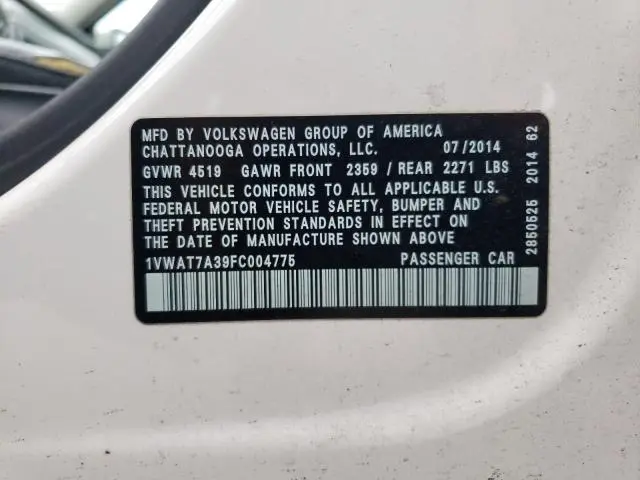 MFD BY VOLKSWAGEN GROUP OF AMERICA
CHATTANOOGA OPERATIONS, LLC. 07/2014
GVWR 4519 GAWR FRONT 2359 / REAR 2271 LBS
THIS VEHICLE CONFORMS TO ALL APPLICABLE U.S.
FEDERAL MOTOR VEHICLE SAFETY, BUMPER AND
THEFT PREVENTION STANDARDS IN EFFECT ON
THE DATE OF MANUFACTURE SHOWN ABOVE
1VWAT7A39FC004775 PASSENGER CAR
2850525 2014 62